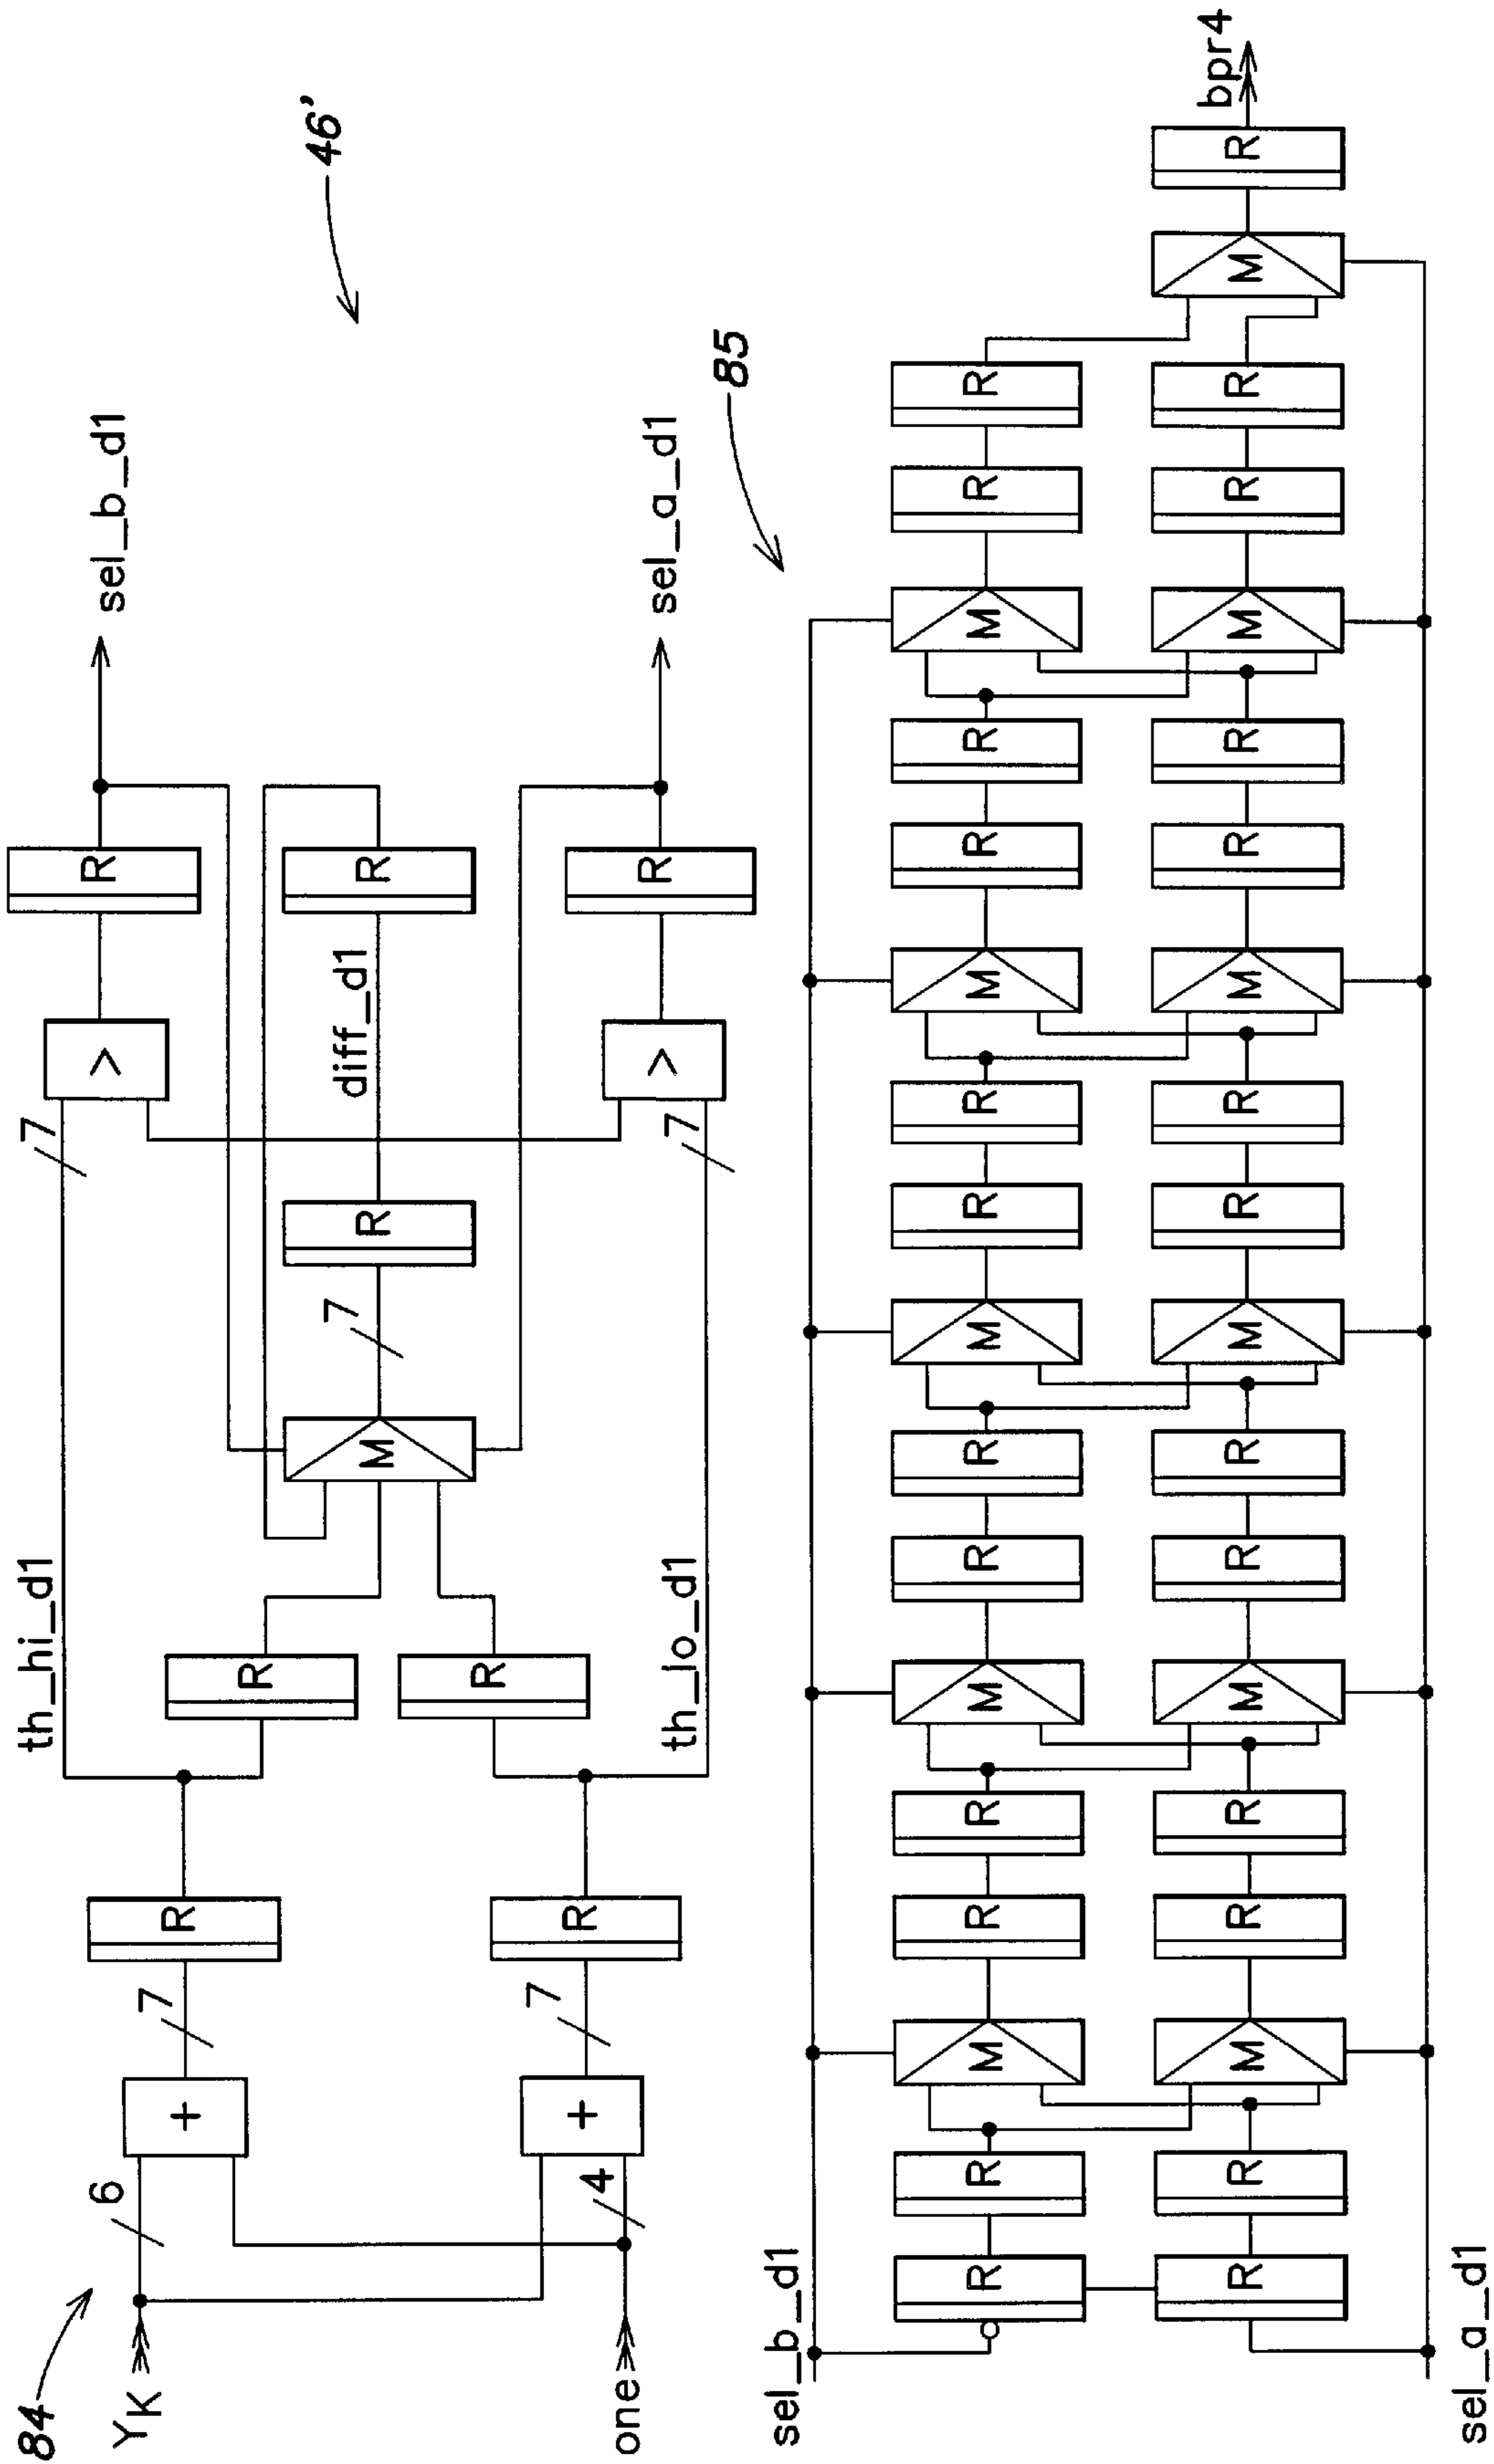 84
46'
th_hi_d1
7
>
R
sel_b_d1
Y_K
6
+
7
R
R
M
7
R
diff_d1
R
one
4
+
7
R
R
th_lo_d1
7
>
R
sel_a_d1
85
sel_b_d1
R R M R R M R R M R R M R R M R R
R R M R R M R R M R R M R R M R R M R bpr4
sel_a_d1